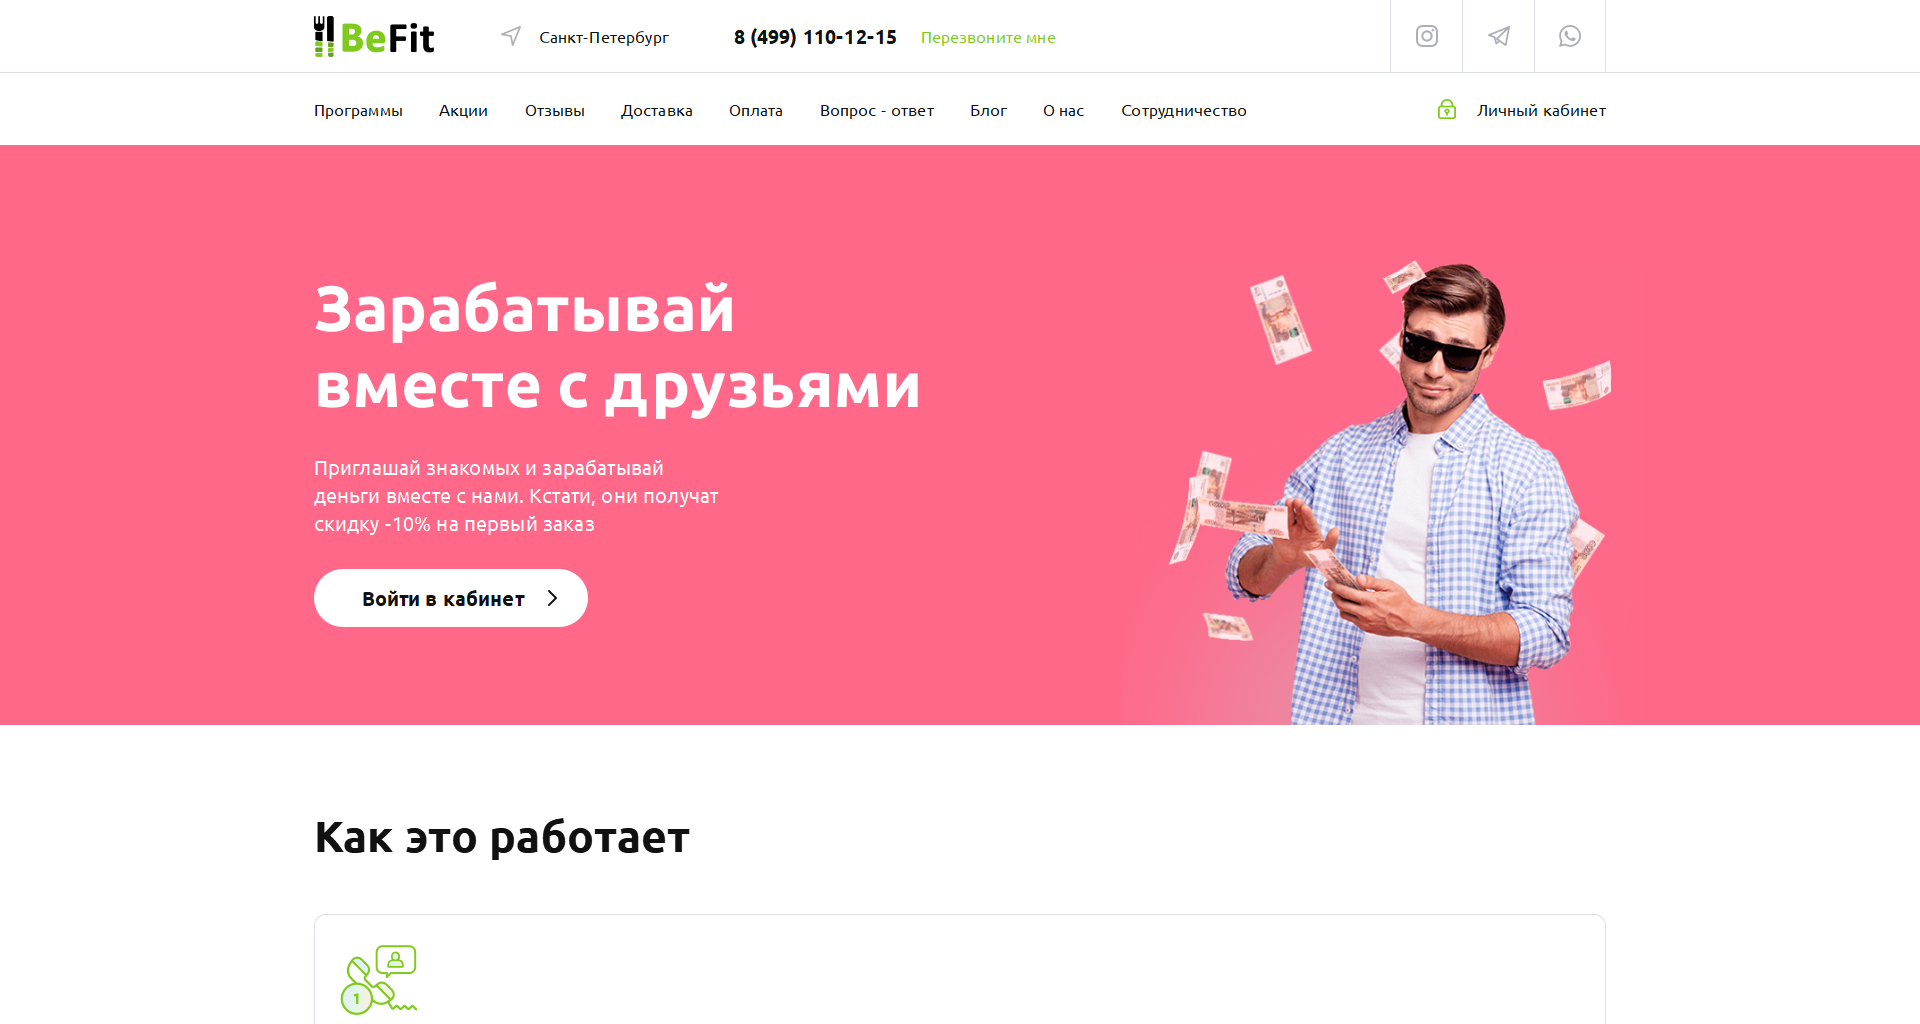 BeFit
Санкт-Петербург
8 (499) 110-12-15
Перезвоните мне
Программы
Акции
Отзывы
Доставка
Оплата
Вопрос - ответ
Блог
О нас
Сотрудничество
Личный кабинет
Зарабатывай
вместе с друзьями
Приглашай знакомых и зарабатывай
деньги вместе с нами. Кстати, они получат
скидку -10% на первый заказ
Войти в кабинет
Как это работает
1